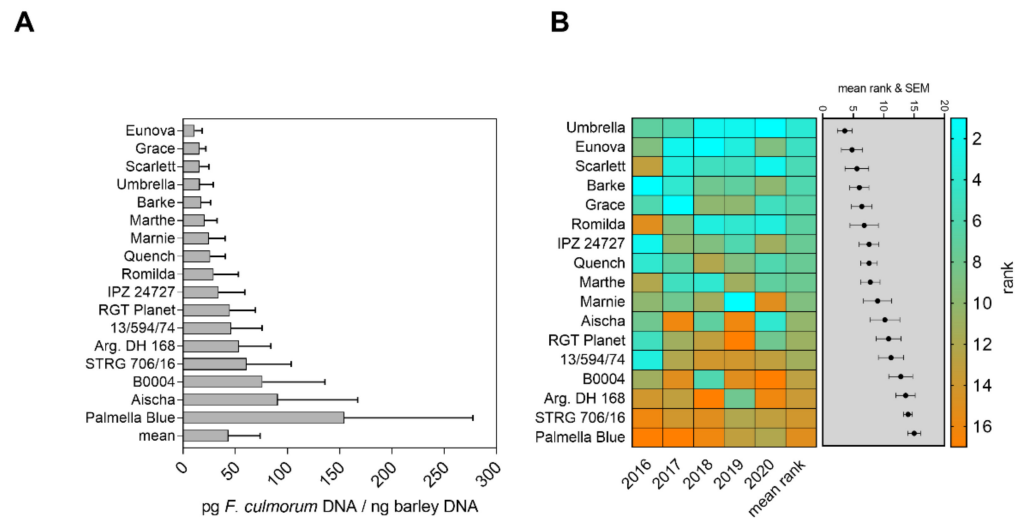 A
Eunova
Grace
Scarlett
Umbrella
Barke
Marthe
Marnie
Quench
Romilda
IPZ 24727
RGT Planet
13/594/74
Arg. DH 168
STRG 706/16
B0004
Aischa
Palmella Blue
mean
0 50 100 150 200 250 300
pg F. culmorum DNA / ng barley DNA
B
mean rank & SEM
0 5 10 15 20
Umbrella
Eunova
Scarlett
Barke
Grace
Romilda
IPZ 24727
Quench
Marthe
Marnie
Aischa
RGT Planet
13/594/74
B0004
Arg. DH 168
STRG 706/16
Palmella Blue
2016 2017 2018 2019 2020 mean rank
2
4
6
8
10
12
14
16
rank